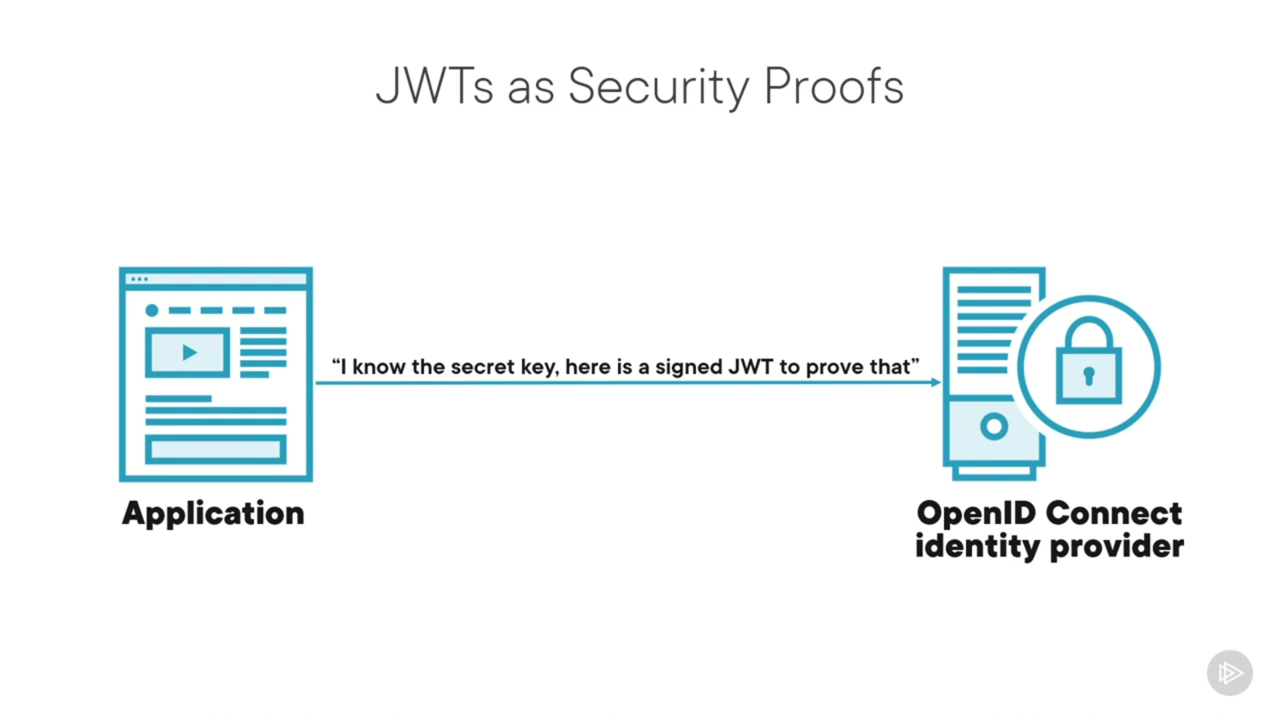 JWTs as Security Proofs
“I know the secret key, here is a signed JWT to prove that”
Application
OpenID Connect
identity provider